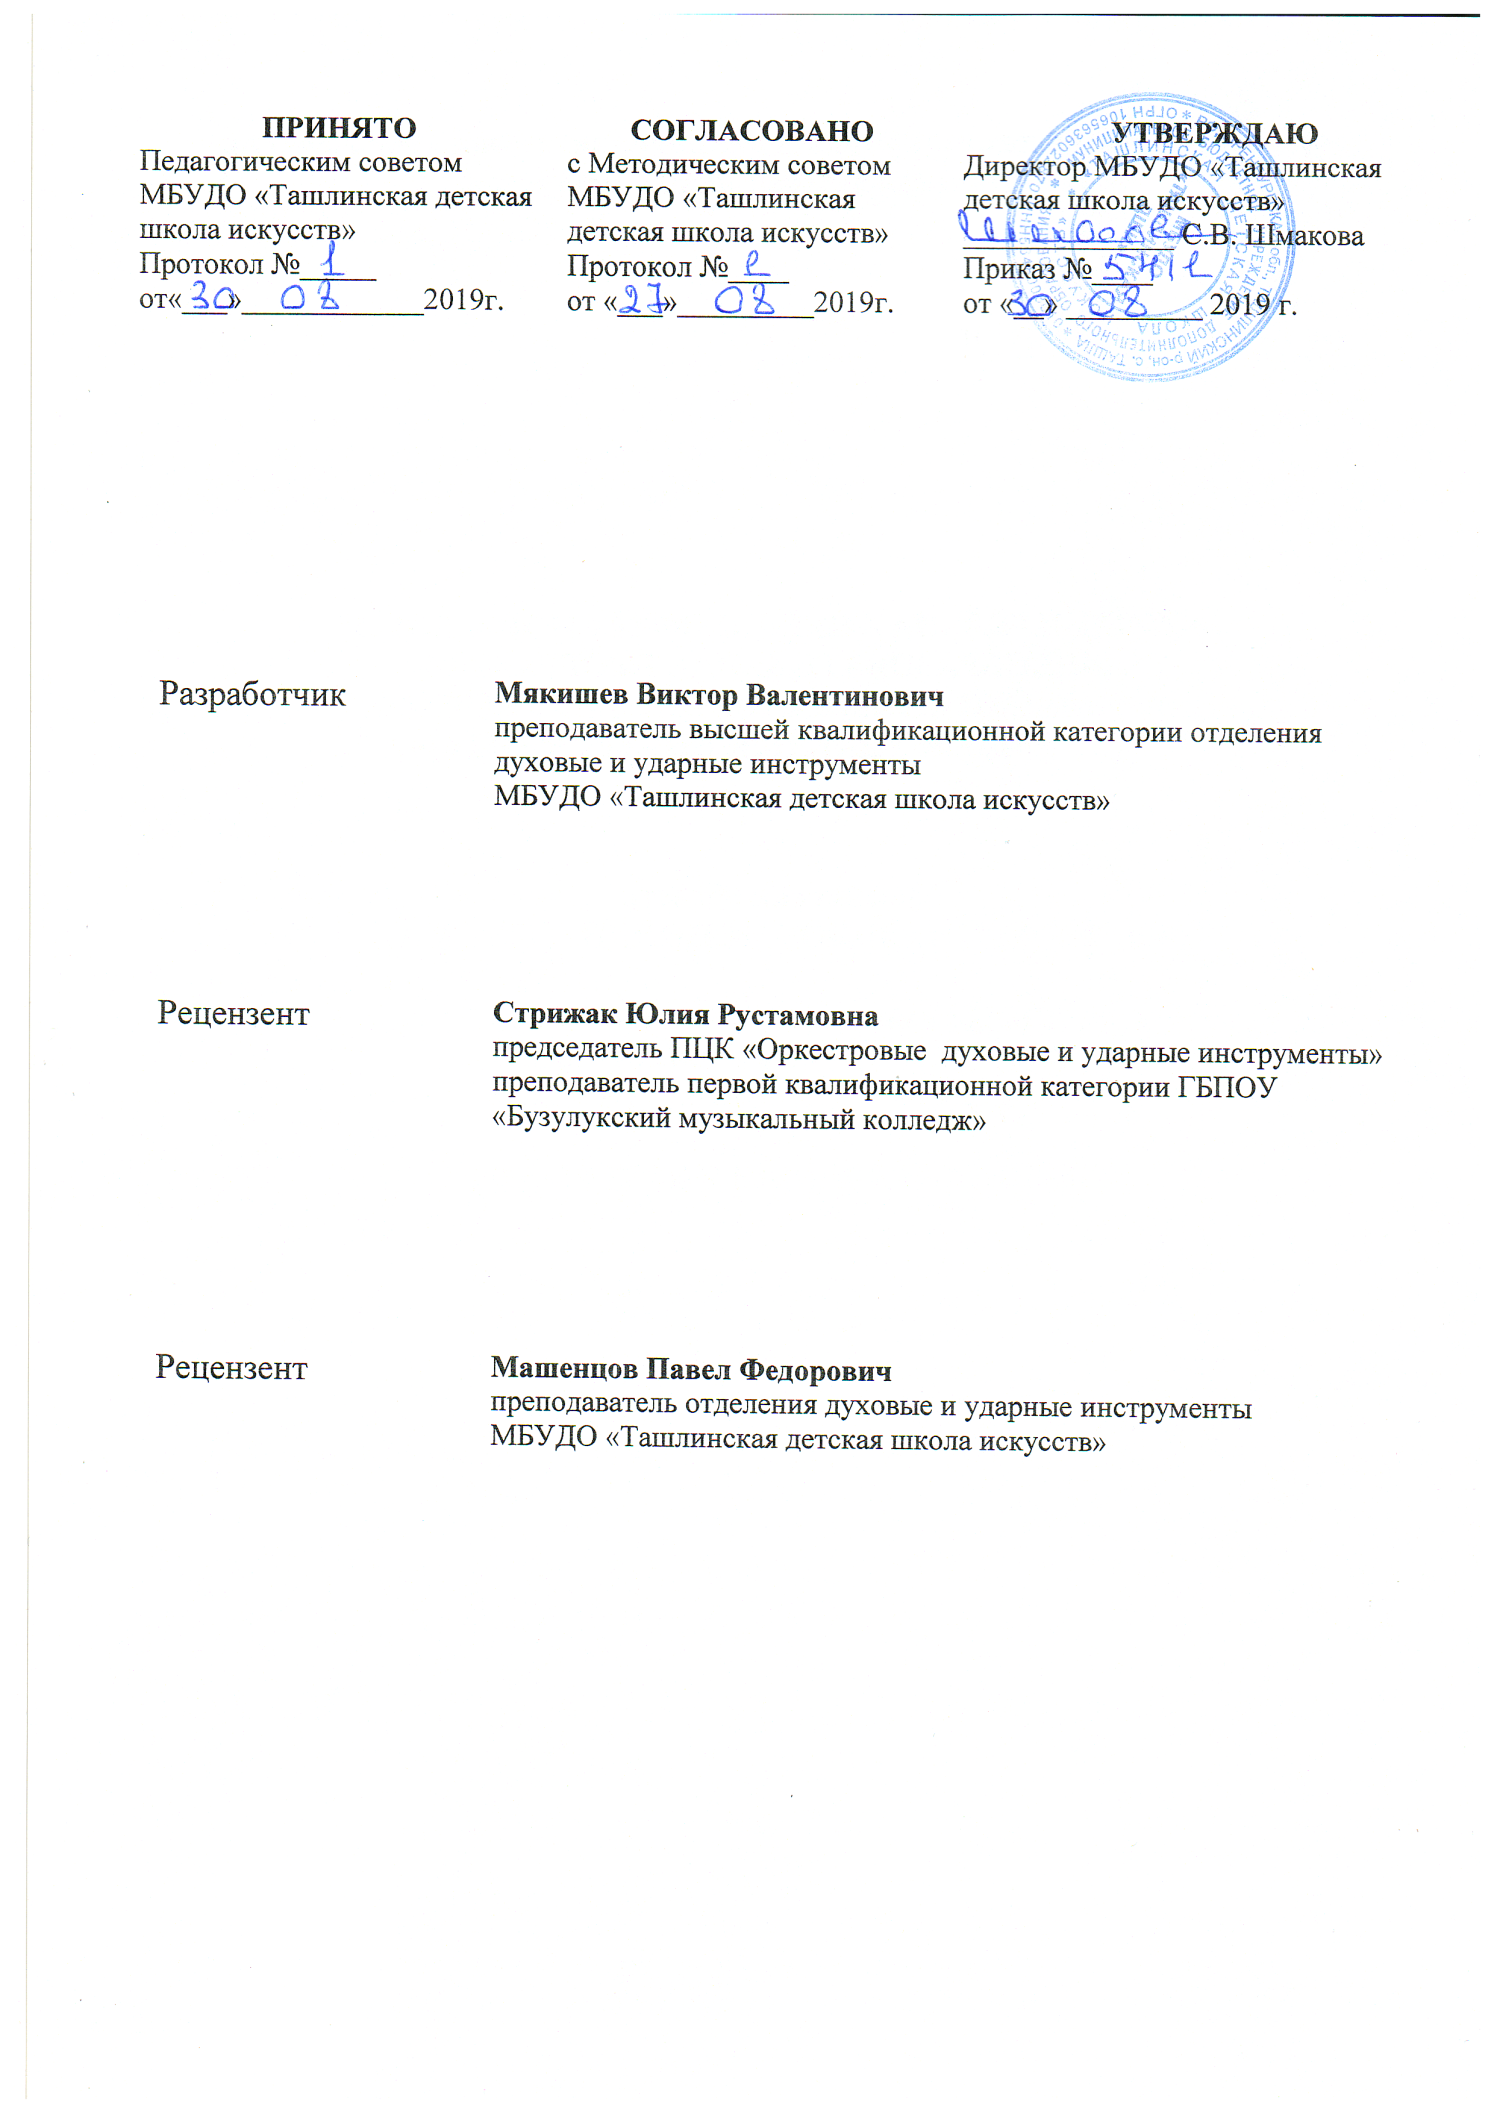 ПРИНЯТО
Педагогическим советом
МБУДО «Ташлинская детская
школа искусств»
Протокол № 1
от«30» 08 2019г.
СОГЛАСОВАНО
с Методическим советом
МБУДО «Ташлинская
детская школа искусств»
Протокол №
от «27» 08 2019г.
УТВЕРЖДАЮ
Директор МБУДО «Ташлинская
детская школа искусств»
С.В. Шмакова
Приказ №
от «30» 08 2019 г.
Разработчик
Мякишев Виктор Валентинович
преподаватель высшей квалификационной категории отделения
духовые и ударные инструменты
МБУДО «Ташлинская детская школа искусств»
Рецензент
Стрижак Юлия Рустамовна
председатель ПЦК «Оркестровые духовые и ударные инструменты»
преподаватель первой квалификационной категории ГБПОУ
«Бузулукский музыкальный колледж»
Рецензент
Машенцов Павел Федорович
преподаватель отделения духовые и ударные инструменты
МБУДО «Ташлинская детская школа искусств»